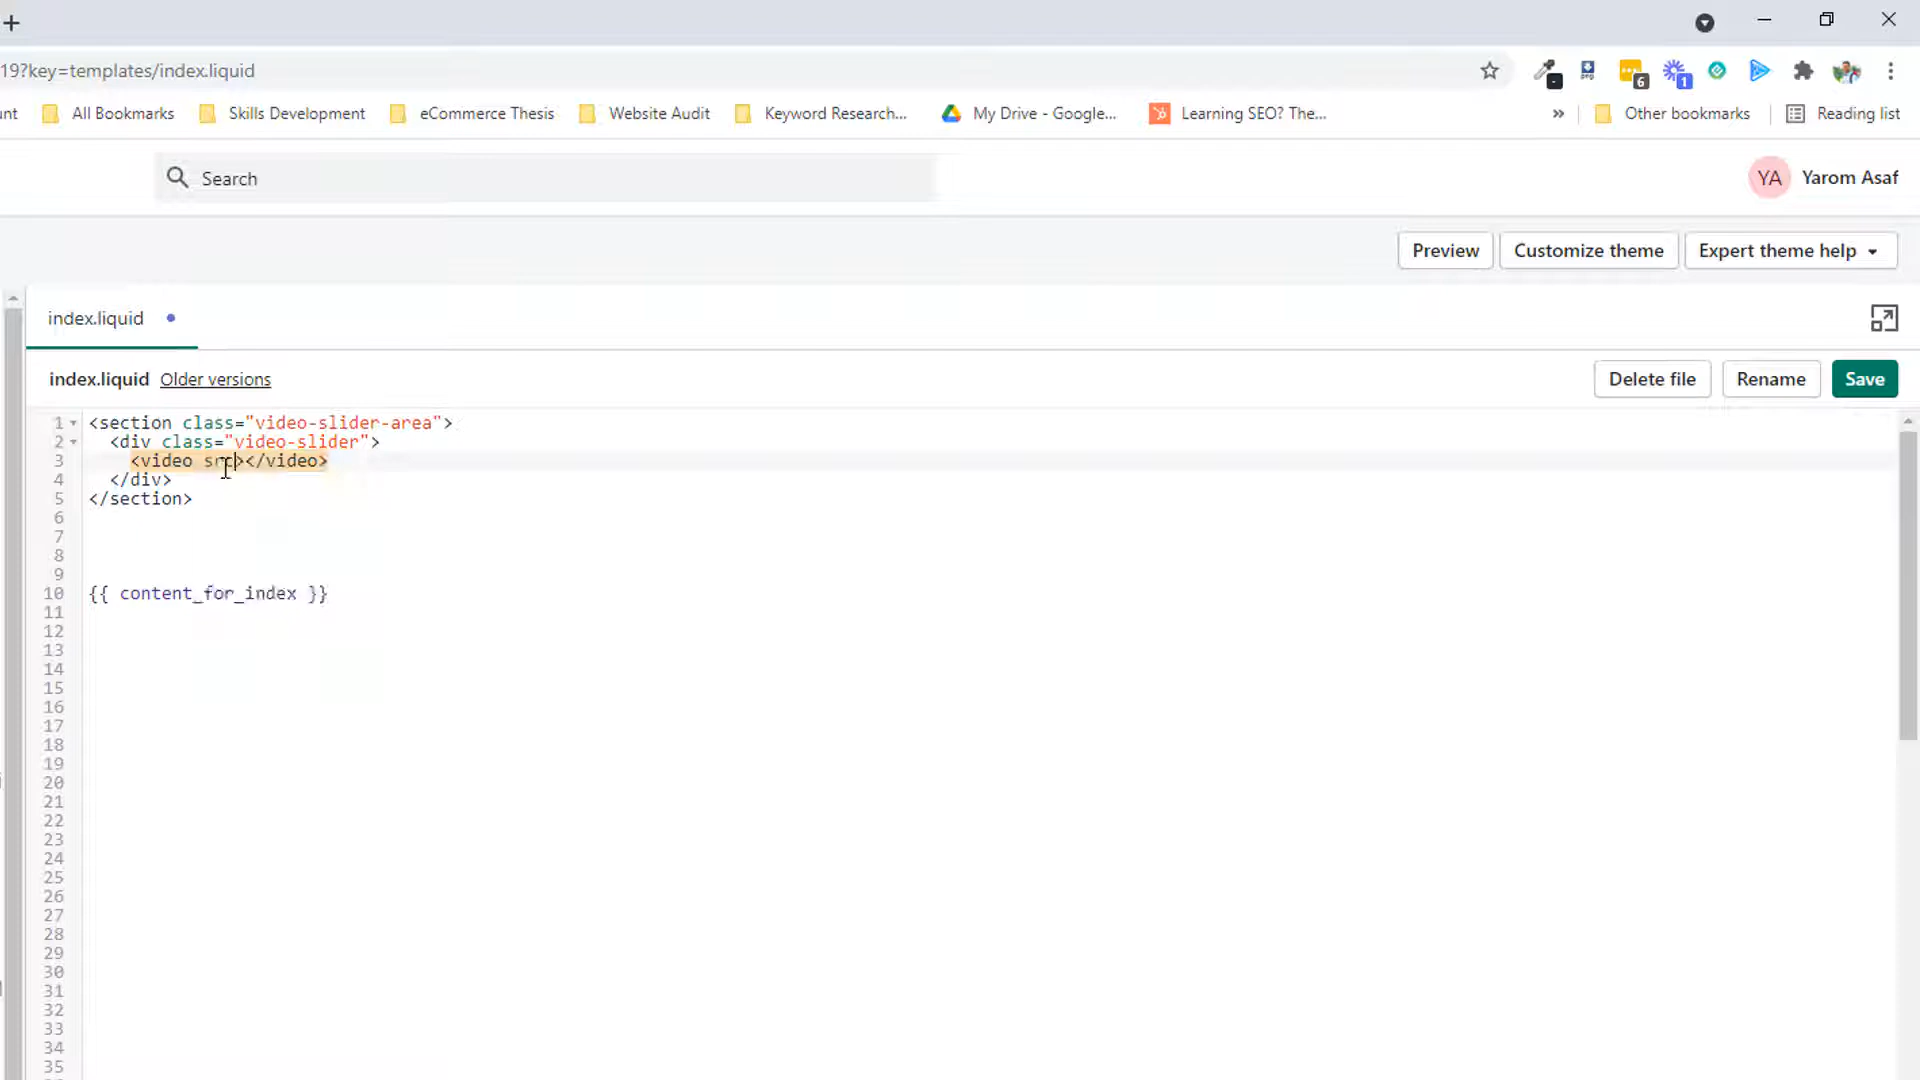 19?key=templates/index.liquid
6
1
unt All Bookmarks Skills Development eCommerce Thesis Website Audit Keyword Research... My Drive - Google... Learning SEO? The... » Other bookmarks Reading list
Search YA Yarom Asaf
Preview Customize theme Expert theme help
index.liquid
index.liquid Older versions Delete file Rename Save
1 <section class="video-slider-area">
2 <div class="video-slider">
3 <video src></video>
4 </div>
5 </section>
6
7
8
9
10 {{ content_for_index }}
11
12
13
14
15
16
17
18
19
20
21
22
23
24
25
26
27
28
29
30
31
32
33
34
35